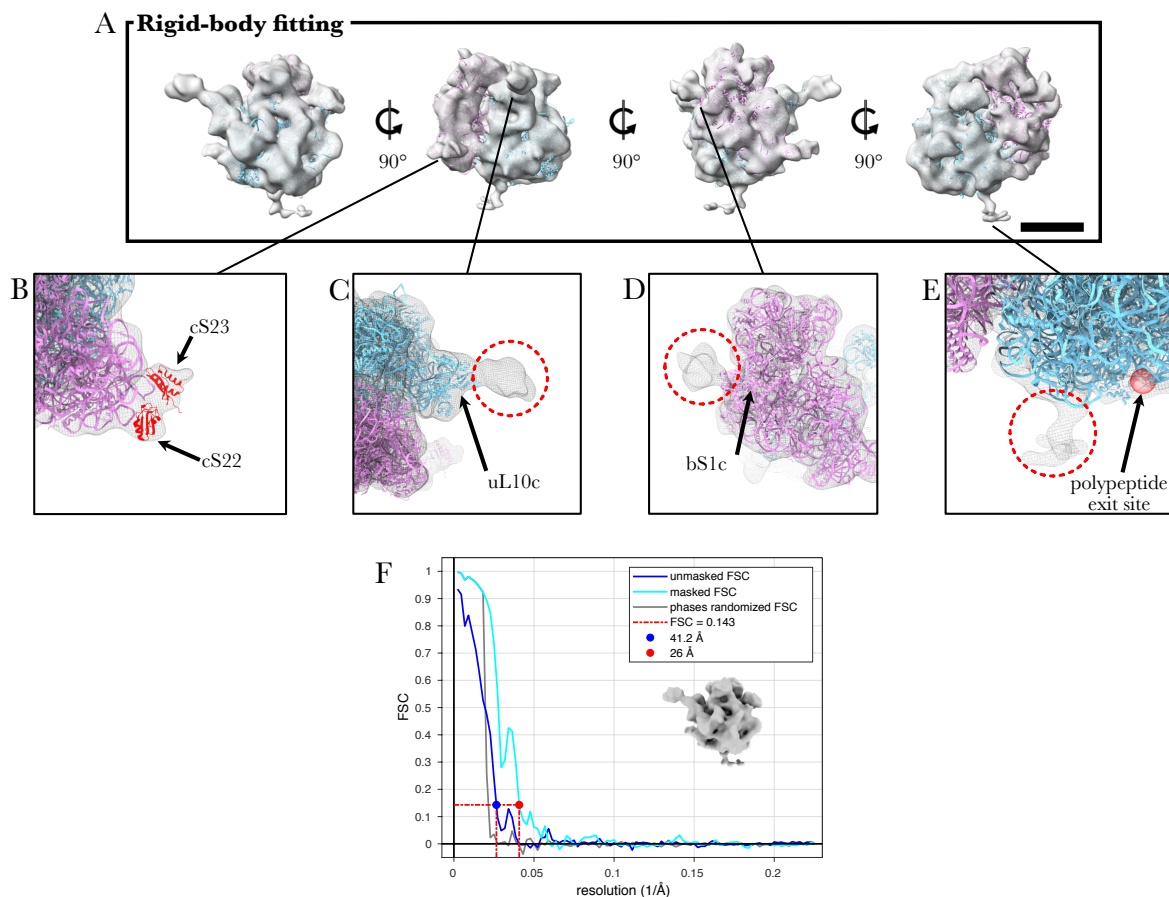 A
Rigid-body fitting
90°
90°
90°
B
cS23
cS22
C
uL10c
D
bS1c
E
polypeptide
exit site
F
unmasked FSC
masked FSC
phases randomized FSC
FSC = 0.143
41.2 Å
26 Å
FSC
1
0.9
0.8
0.7
0.6
0.5
0.4
0.3
0.2
0.1
0
0
0.05
0.1
0.15
0.2
resolution (1/Å)